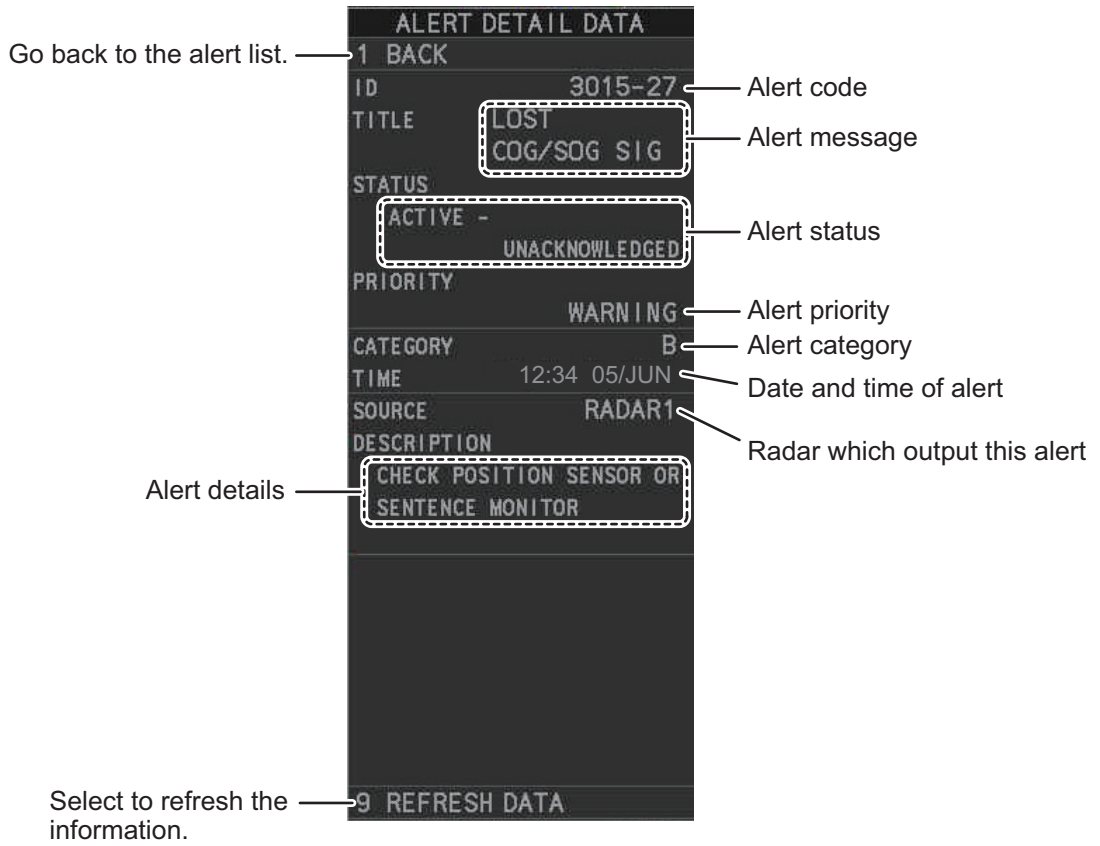 ALERT DETAIL DATA
Go back to the alert list.
1 BACK
ID 3015-27
Alert code
TITLE LOST
COG/SOG SIG
Alert message
STATUS
ACTIVE -
UNACKNOWLEDGED
Alert status
PRIORITY
WARNING
Alert priority
CATEGORY B
Alert category
TIME 12:34 05/JUN
Date and time of alert
SOURCE RADAR1
Radar which output this alert
DESCRIPTION
CHECK POSITION SENSOR OR
SENTENCE MONITOR
Alert details
9 REFRESH DATA
Select to refresh the
information.